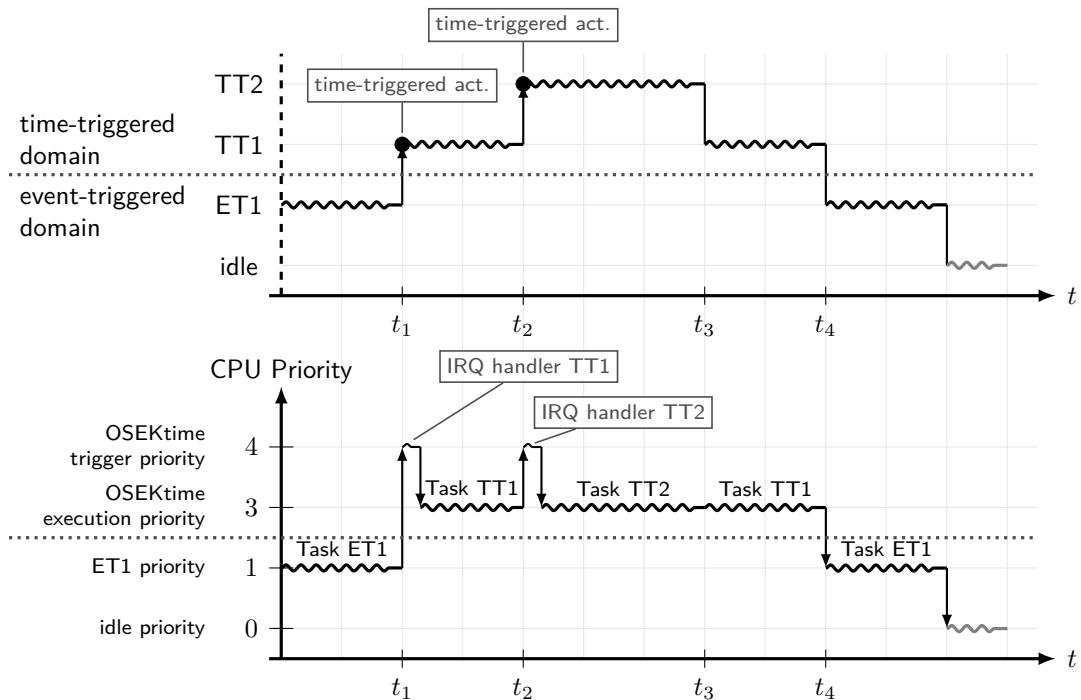 time-triggered act.
time-triggered act.
TT2
time-triggered
domain
TT1
event-triggered
domain
ET1
idle
t
t1 t2 t3 t4
CPU Priority
IRQ handler TT1
IRQ handler TT2
OSEKtime
trigger priority
4
OSEKtime
execution priority
3
Task TT1 Task TT2 Task TT1
Task ET1 Task ET1
ET1 priority 1
idle priority 0
t
t1 t2 t3 t4